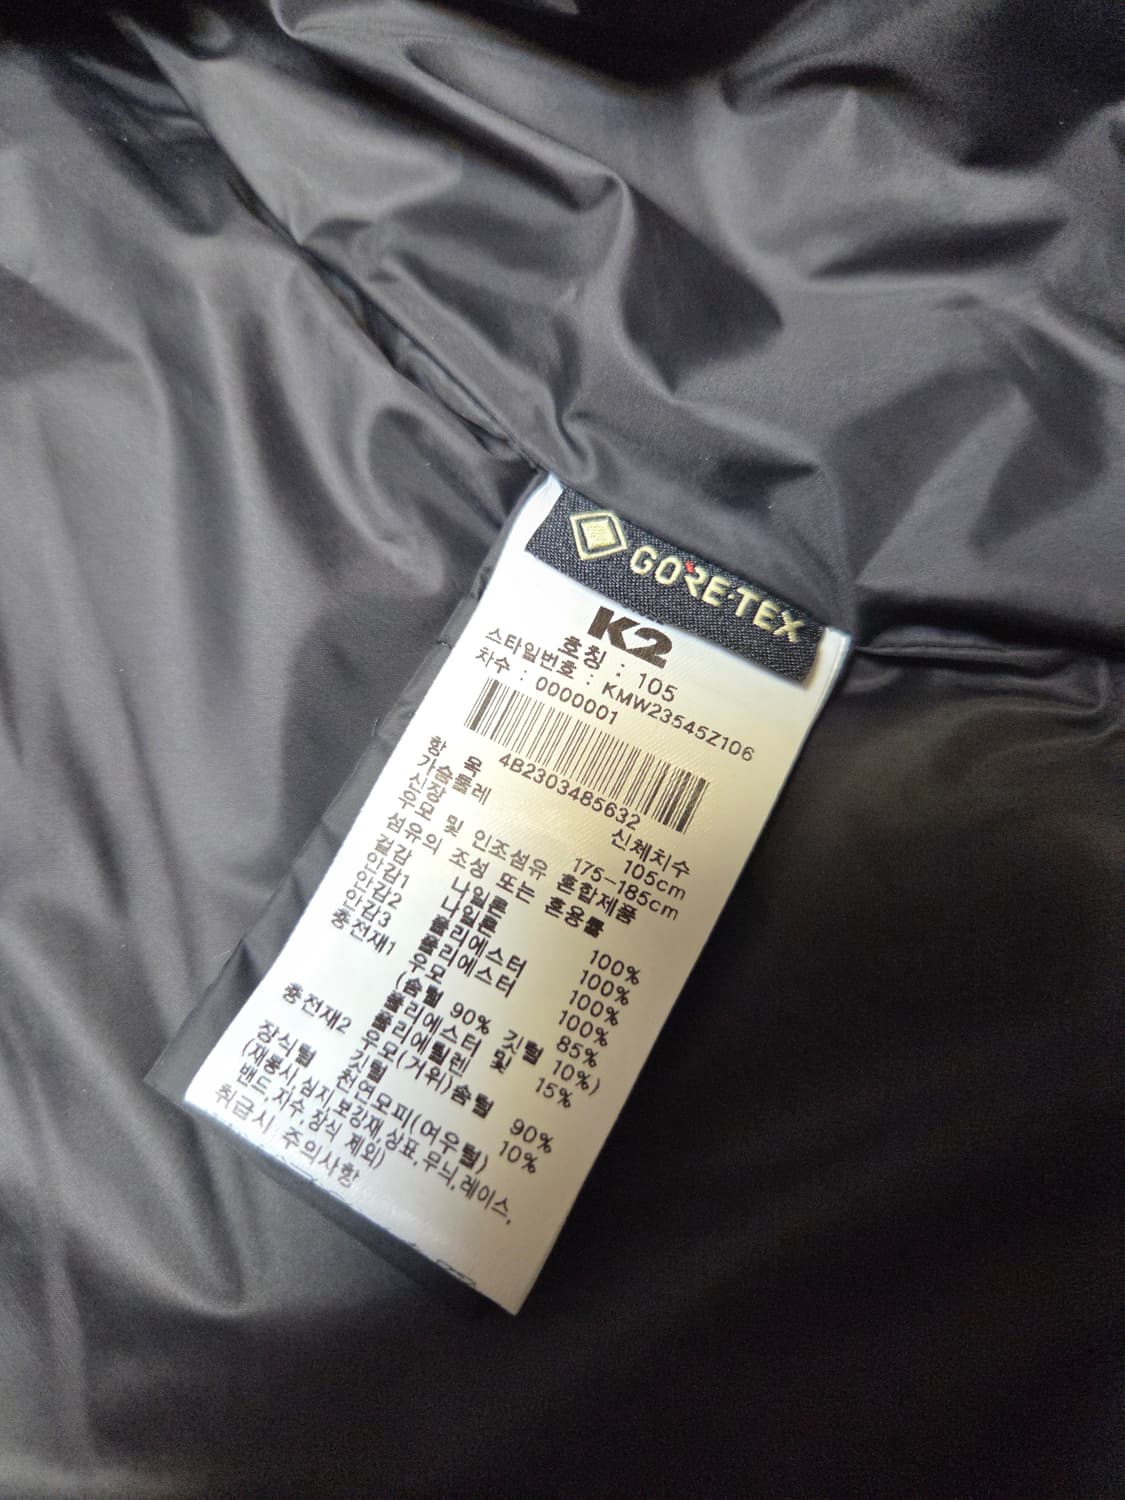 GORE-TEX
K2
호칭 : 105
스타일번호 : KMW23545Z106
차수 : 0000001
4B2303485632
항 목 신체치수
가슴둘레 105cm
신장 175-185cm
우모 및 인조섬유 혼합제품
섬유의 조성 또는 혼용률
겉감 나일론 100%
안감1 나일론 100%
안감2 폴리에스터 100%
안감3 폴리에스터 100%
충전재1 우모 85%
(솜털 90% 깃털 10%)
폴리에스터 및
폴리에틸렌 15%
충전재2 우모(거위)솜털 90%
깃털 10%
장식털 천연모피(여우털)
(재봉시,심지,보강재,상표,무늬,레이스,
밴드,자수,장식 제외)
취급시 주의사항